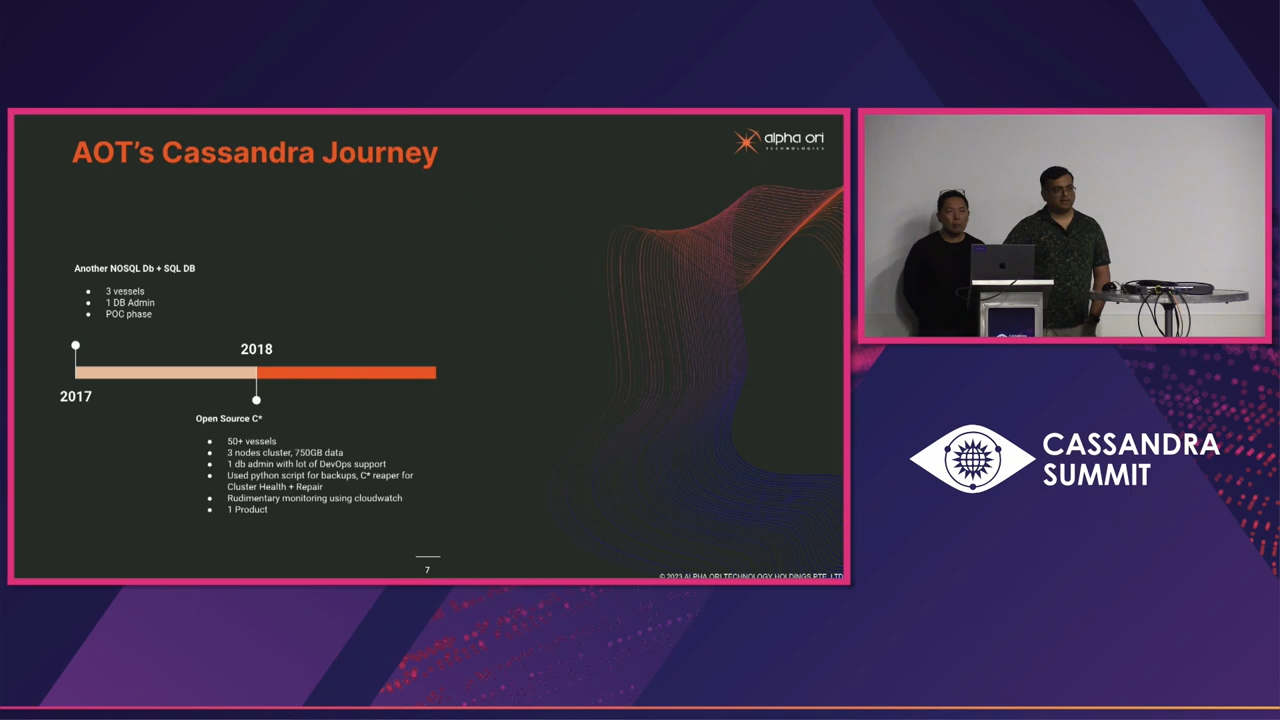 AOT's Cassandra Journey
alpha ori
TECHNOLOGIES
Another NOSQL Db + SQL DB
● 3 vessels
● 1 DB Admin
● POC phase
2018
2017
Open Source C*
● 50+ vessels
● 3 nodes cluster, 750GB data
● 1 db admin with lot of DevOps support
● Used python script for backups, C* reaper for
Cluster Health + Repair
● Rudimentary monitoring using cloudwatch
● 1 Product
7
© 2023 ALPHA ORI TECHNOLOGY HOLDINGS PTE. LTD
CASSANDRA
SUMMIT